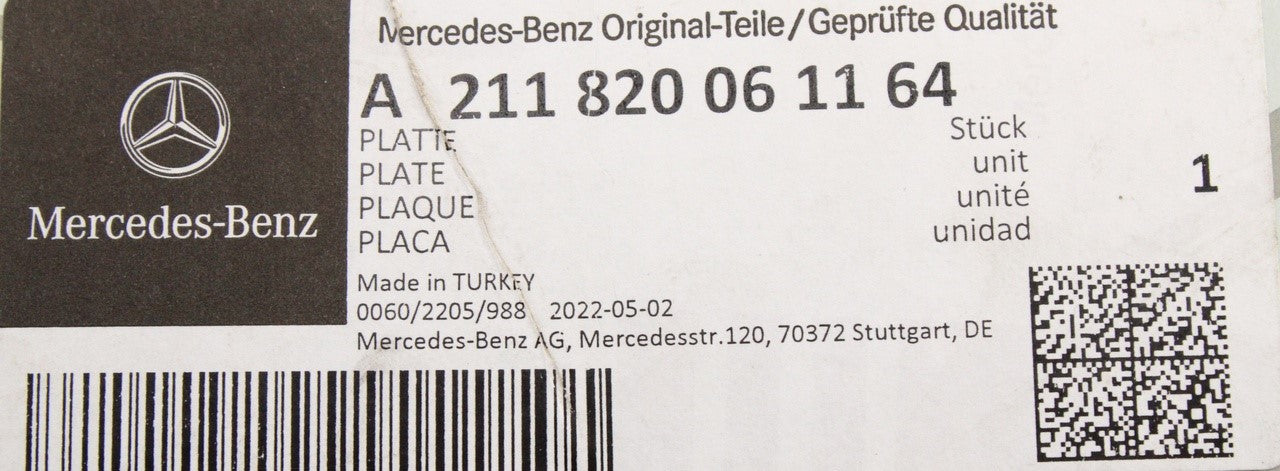 Mercedes-Benz Original-Teile/Geprüfte Qualität
A 211 820 06 11 64
PLATTE Stück
PLATE unit
PLAQUE unité
PLACA unidad
1
Mercedes-Benz
Made in TURKEY
0060/2205/988 2022-05-02
Mercedes-Benz AG, Mercedesstr.120, 70372 Stuttgart, DE